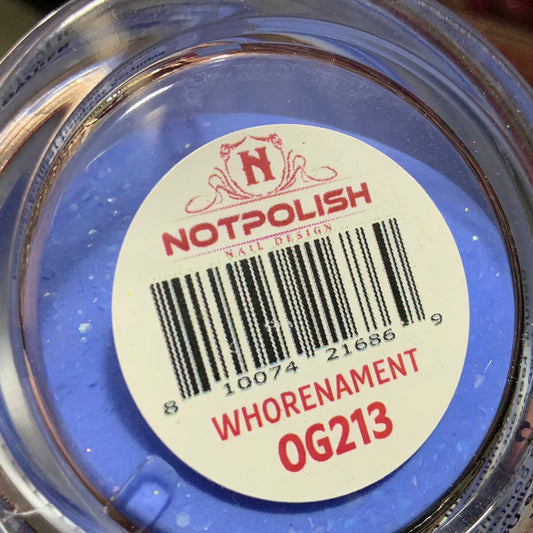 N
NOTPOLISH
NAIL DESIGN
8 10074 21686 9
WHORENAMENT
OG213